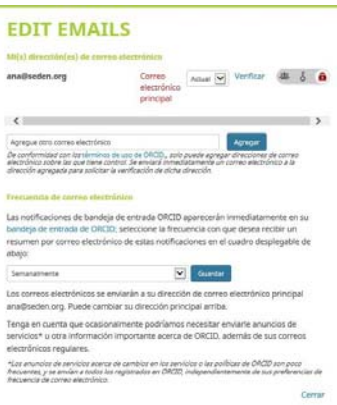 EDIT EMAILS
Mi(s) dirección(es) de correo electrónico
ana@seden.org Correo electrónico principal Actual Verificar
Agregue otro correo electrónico Agregar
De conformidad con los términos de uso de ORCID., solo puede agregar direcciones de correo
electrónico sobre las que tiene control. Se enviará inmediatamente un correo electrónico a la
dirección agregada para solicitar la verificación de dicha dirección.
Frecuencia de correo electrónico
Las notificaciones de bandeja de entrada ORCID aparecerán inmediatamente en su
bandeja de entrada de ORCID; seleccione la frecuencia con que desea recibir un
resumen por correo electrónico de estas notificaciones en el cuadro desplegable de
abajo:
Semanalmente Guardar
Los correos electrónicos se enviarán a su dirección de correo electrónico principal
ana@seden.org. Puede cambiar su dirección principal arriba.
Tenga en cuenta que ocasionalmente podríamos necesitar enviarle anuncios de
servicios* u otra información importante acerca de ORCID, además de sus correos
electrónicos regulares.
*Los anuncios de servicios acerca de cambios en los servicios o las políticas de ORCID son poco
frecuentes, y se envían a todos los registrados en ORCID, independientemente de sus preferencias de
frecuencia de correo electrónico.
Cerrar